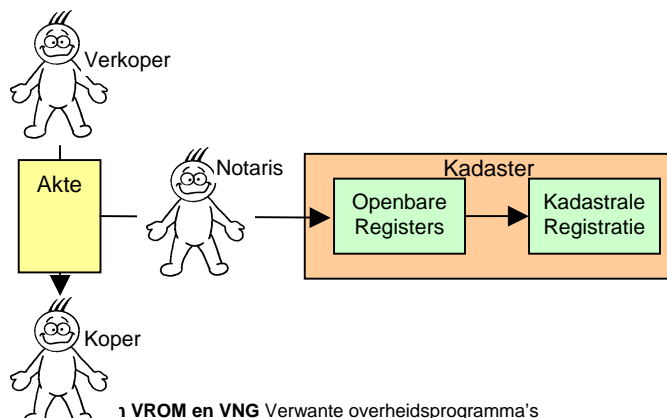 Verkoper
Akte
Notaris
Kadaster
Openbare
Registers
Kadastrale
Registratie
Koper
VROM en VNG Verwante overheidsprogramma's